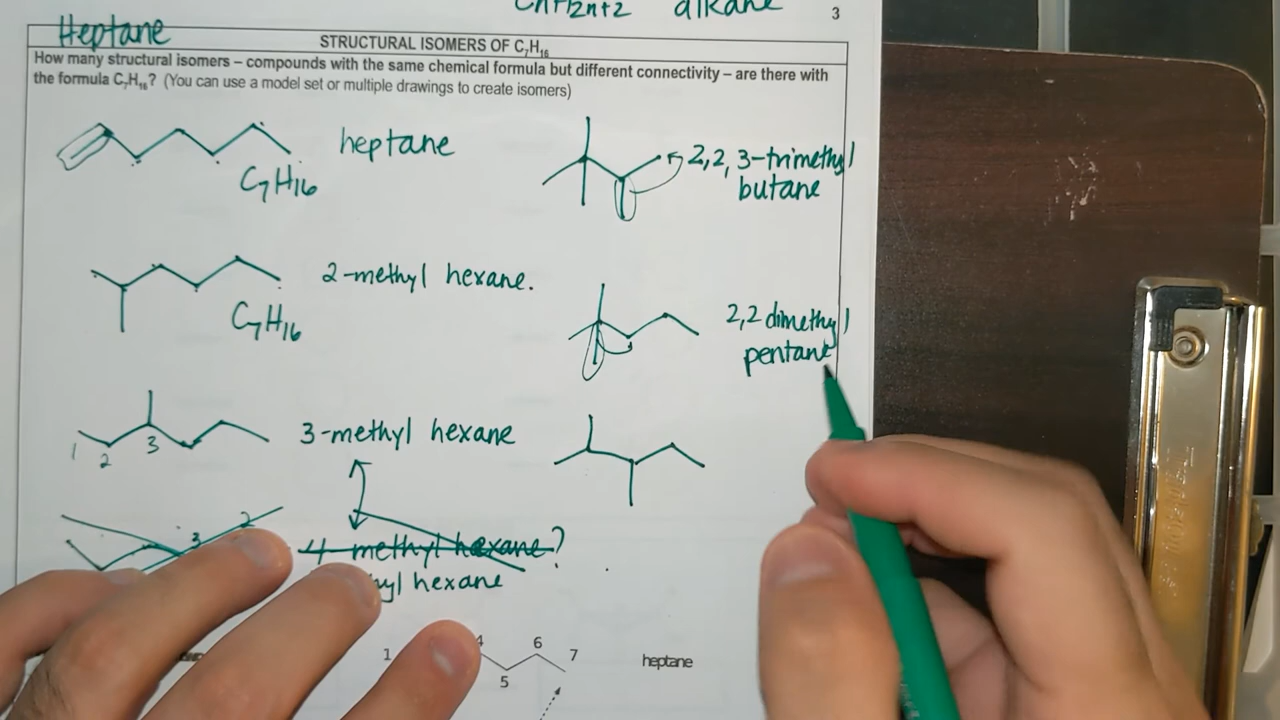 CnH2n+2 alkane
3
Heptane
STRUCTURAL ISOMERS OF C₇H₁₆
How many structural isomers – compounds with the same chemical formula but different connectivity – are there with
the formula C₇H₁₆? (You can use a model set or multiple drawings to create isomers)
heptane
C₇H₁₆
2,2,3-trimethyl
butane
2-methyl hexane.
C₇H₁₆
2,2 dimethyl
pentane
1 2 3
3-methyl hexane
3 2
4-methyl hexane?
hexane
1 4 5 6 7
heptane